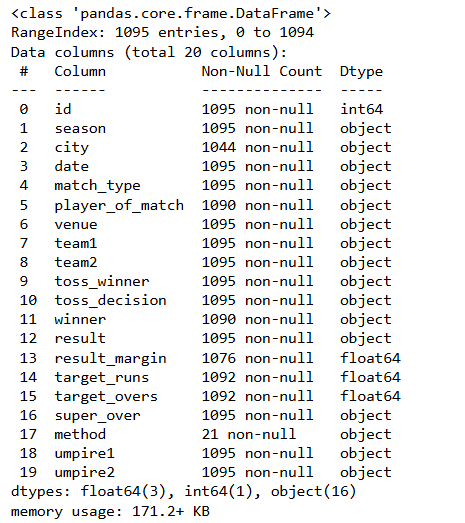 <class 'pandas.core.frame.DataFrame'>
RangeIndex: 1095 entries, 0 to 1094
Data columns (total 20 columns):
 #   Column           Non-Null Count  Dtype
---  ------           --------------  -----
 0   id               1095 non-null   int64
 1   season           1095 non-null   object
 2   city             1044 non-null   object
 3   date             1095 non-null   object
 4   match_type       1095 non-null   object
 5   player_of_match  1090 non-null   object
 6   venue            1095 non-null   object
 7   team1            1095 non-null   object
 8   team2            1095 non-null   object
 9   toss_winner      1095 non-null   object
 10  toss_decision    1095 non-null   object
 11  winner           1090 non-null   object
 12  result           1095 non-null   object
 13  result_margin    1076 non-null   float64
 14  target_runs      1092 non-null   float64
 15  target_overs     1092 non-null   float64
 16  super_over       1095 non-null   object
 17  method           21 non-null     object
 18  umpire1          1095 non-null   object
 19  umpire2          1095 non-null   object
dtypes: float64(3), int64(1), object(16)
memory usage: 171.2+ KB